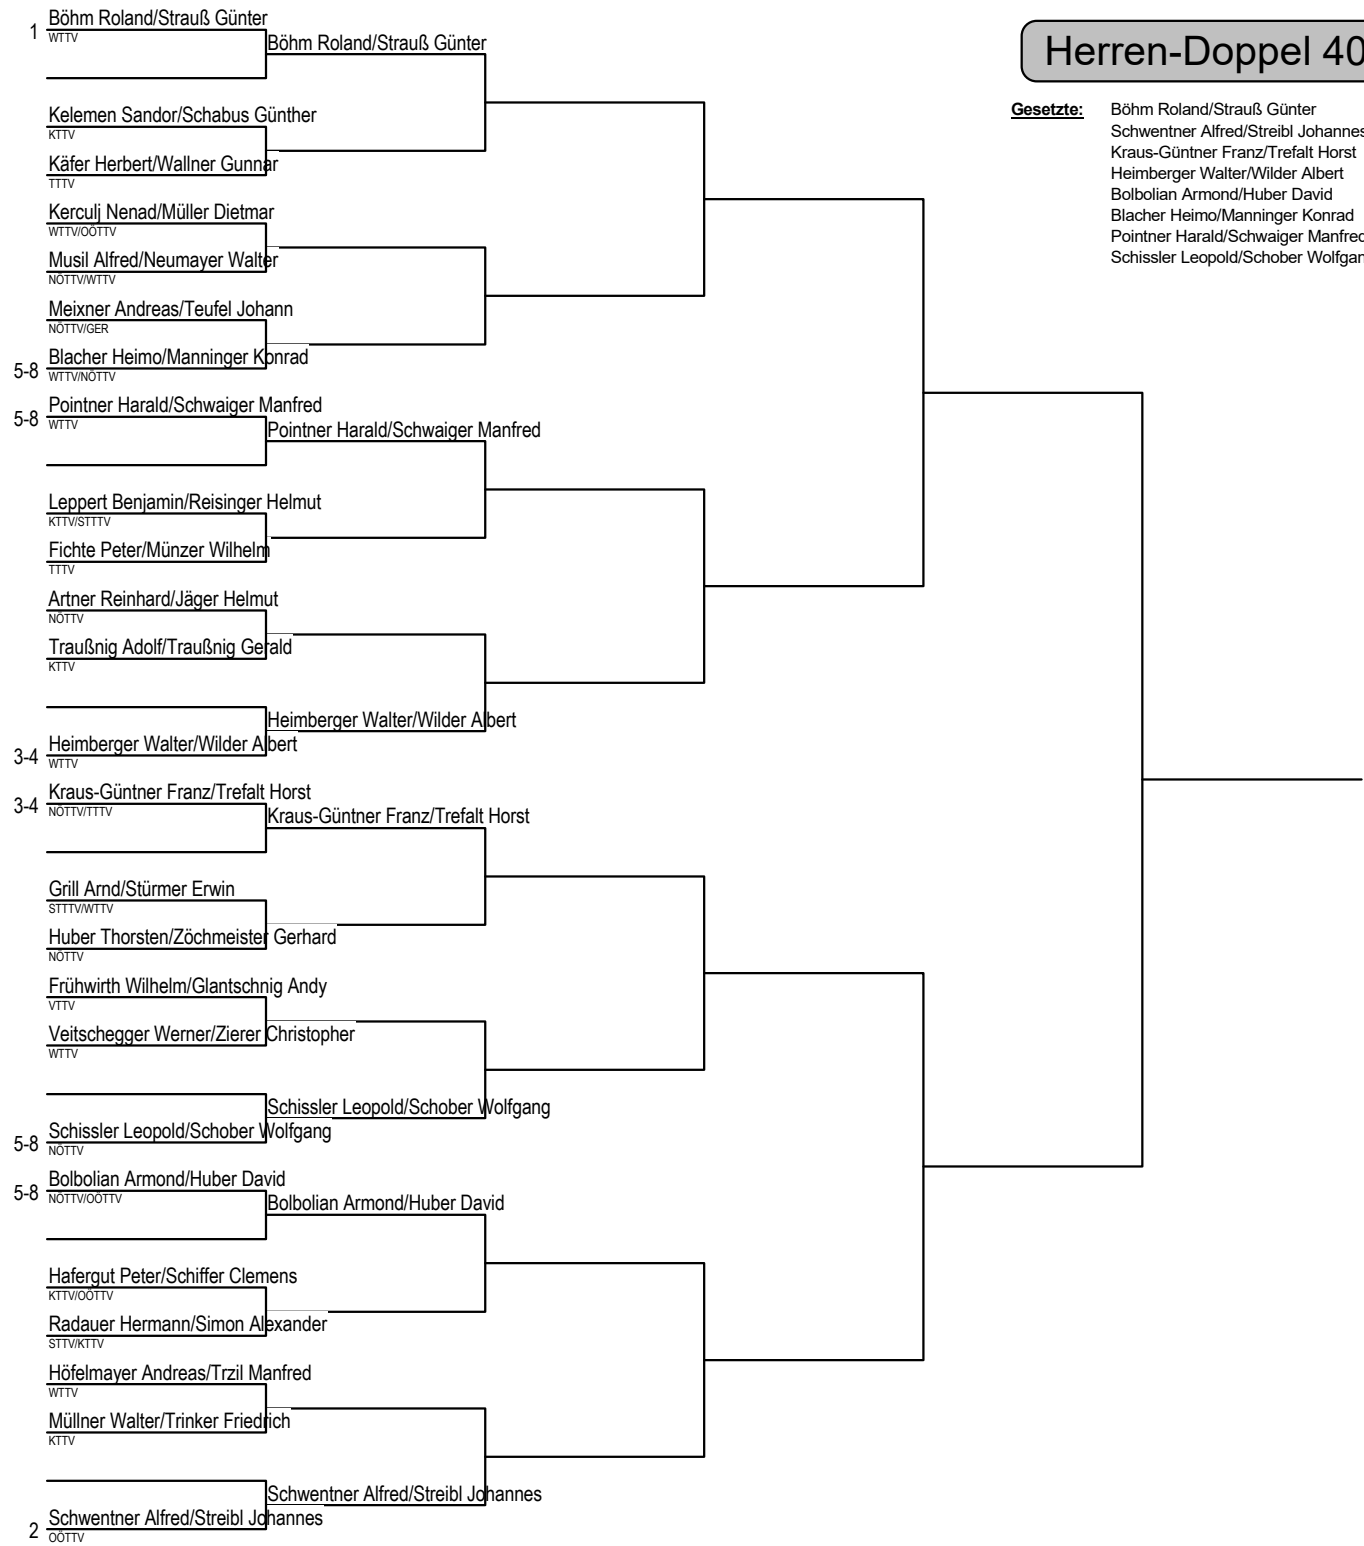 Herren-Doppel 40
Gesetzte:
Böhm Roland/Strauß Günter
Schwentner Alfred/Streibl Johannes
Kraus-Güntner Franz/Trefalt Horst
Heimberger Walter/Wilder Albert
Bolbolian Armond/Huber David
Blacher Heimo/Manninger Konrad
Pointner Harald/Schwaiger Manfred
Schissler Leopold/Schober Wolfgan
1 Böhm Roland/Strauß Günter
WTTV
Böhm Roland/Strauß Günter
Kelemen Sandor/Schabus Günther
KTTV
Käfer Herbert/Wallner Gunnar
TTTV
Kerculj Nenad/Müller Dietmar
WTTV/OÖTTV
Musil Alfred/Neumayer Walter
NÖTTV/WTTV
Meixner Andreas/Teufel Johann
NÖTTV/GER
5-8 Blacher Heimo/Manninger Konrad
WTTV/NÖTTV
5-8 Pointner Harald/Schwaiger Manfred
WTTV
Pointner Harald/Schwaiger Manfred
Leppert Benjamin/Reisinger Helmut
KTTV/STTTV
Fichte Peter/Münzer Wilhelm
TTTV
Artner Reinhard/Jäger Helmut
NÖTTV
Traußnig Adolf/Traußnig Gerald
KTTV
Heimberger Walter/Wilder Albert
3-4 Heimberger Walter/Wilder Albert
WTTV
3-4 Kraus-Güntner Franz/Trefalt Horst
NÖTTV/TTTV
Kraus-Güntner Franz/Trefalt Horst
Grill Arnd/Stürmer Erwin
STTTV/WTTV
Huber Thorsten/Zöchmeister Gerhard
NÖTTV
Frühwirth Wilhelm/Glantschnig Andy
VTTV
Veitschegger Werner/Zierer Christopher
WTTV
Schissler Leopold/Schober Wolfgang
5-8 Schissler Leopold/Schober Wolfgang
NÖTTV
5-8 Bolbolian Armond/Huber David
NÖTTV/OÖTTV
Bolbolian Armond/Huber David
Hafergut Peter/Schiffer Clemens
KTTV/OÖTTV
Radauer Hermann/Simon Alexander
STTV/KTTV
Höfelmayer Andreas/Trzil Manfred
WTTV
Müllner Walter/Trinker Friedrich
KTTV
Schwentner Alfred/Streibl Johannes
2 Schwentner Alfred/Streibl Johannes
OÖTTV